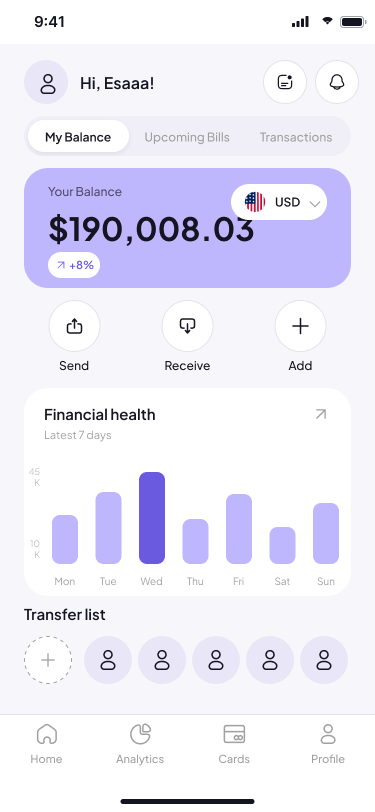 9:41
Hi, Esaaa!
My Balance
Upcoming Bills
Transactions
Your Balance
USD
$190,008.03
+8%
Send
Receive
Add
Financial health
Latest 7 days
45
K
10
K
Mon
Tue
Wed
Thu
Fri
Sat
Sun
Transfer list
Home
Analytics
Cards
Profile